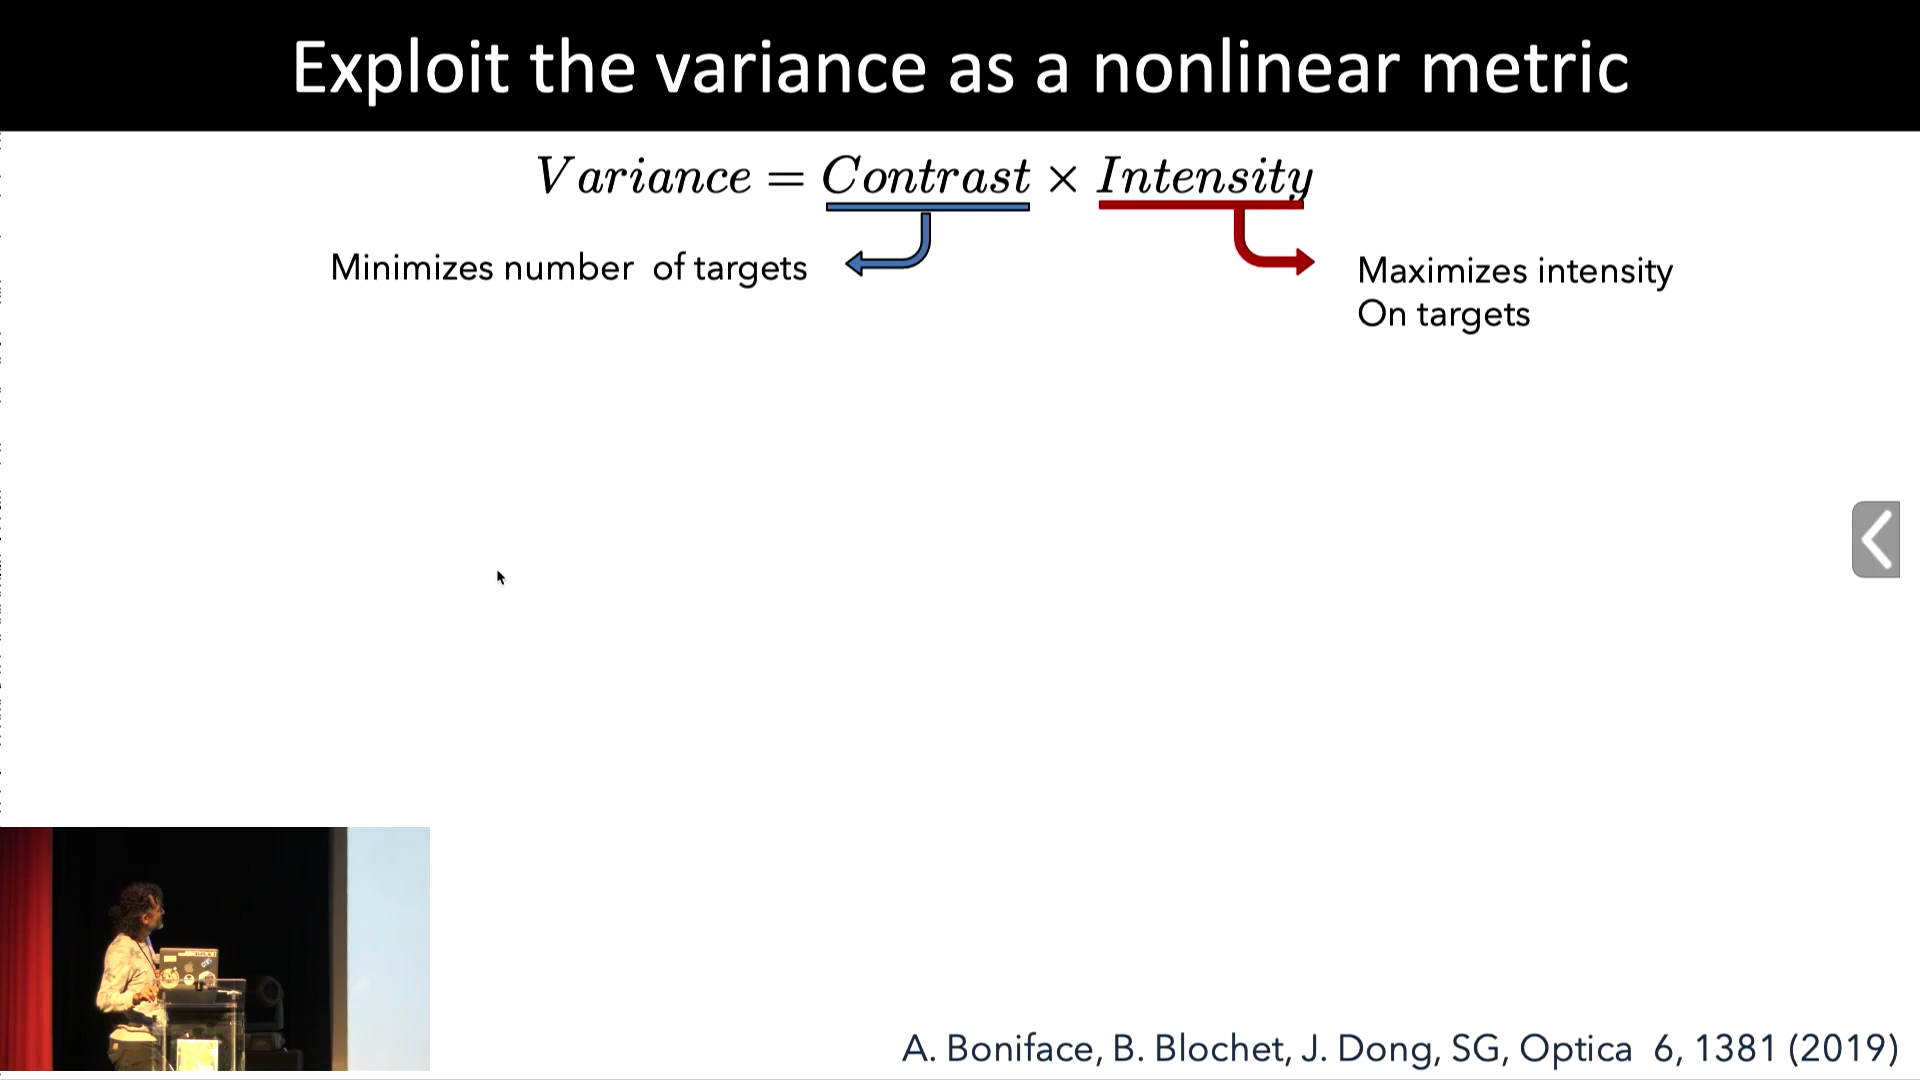 Exploit the variance as a nonlinear metric
Variance = Contrast × Intensity
Minimizes number of targets
Maximizes intensity
On targets
A. Boniface, B. Blochet, J. Dong, SG, Optica 6, 1381 (2019)